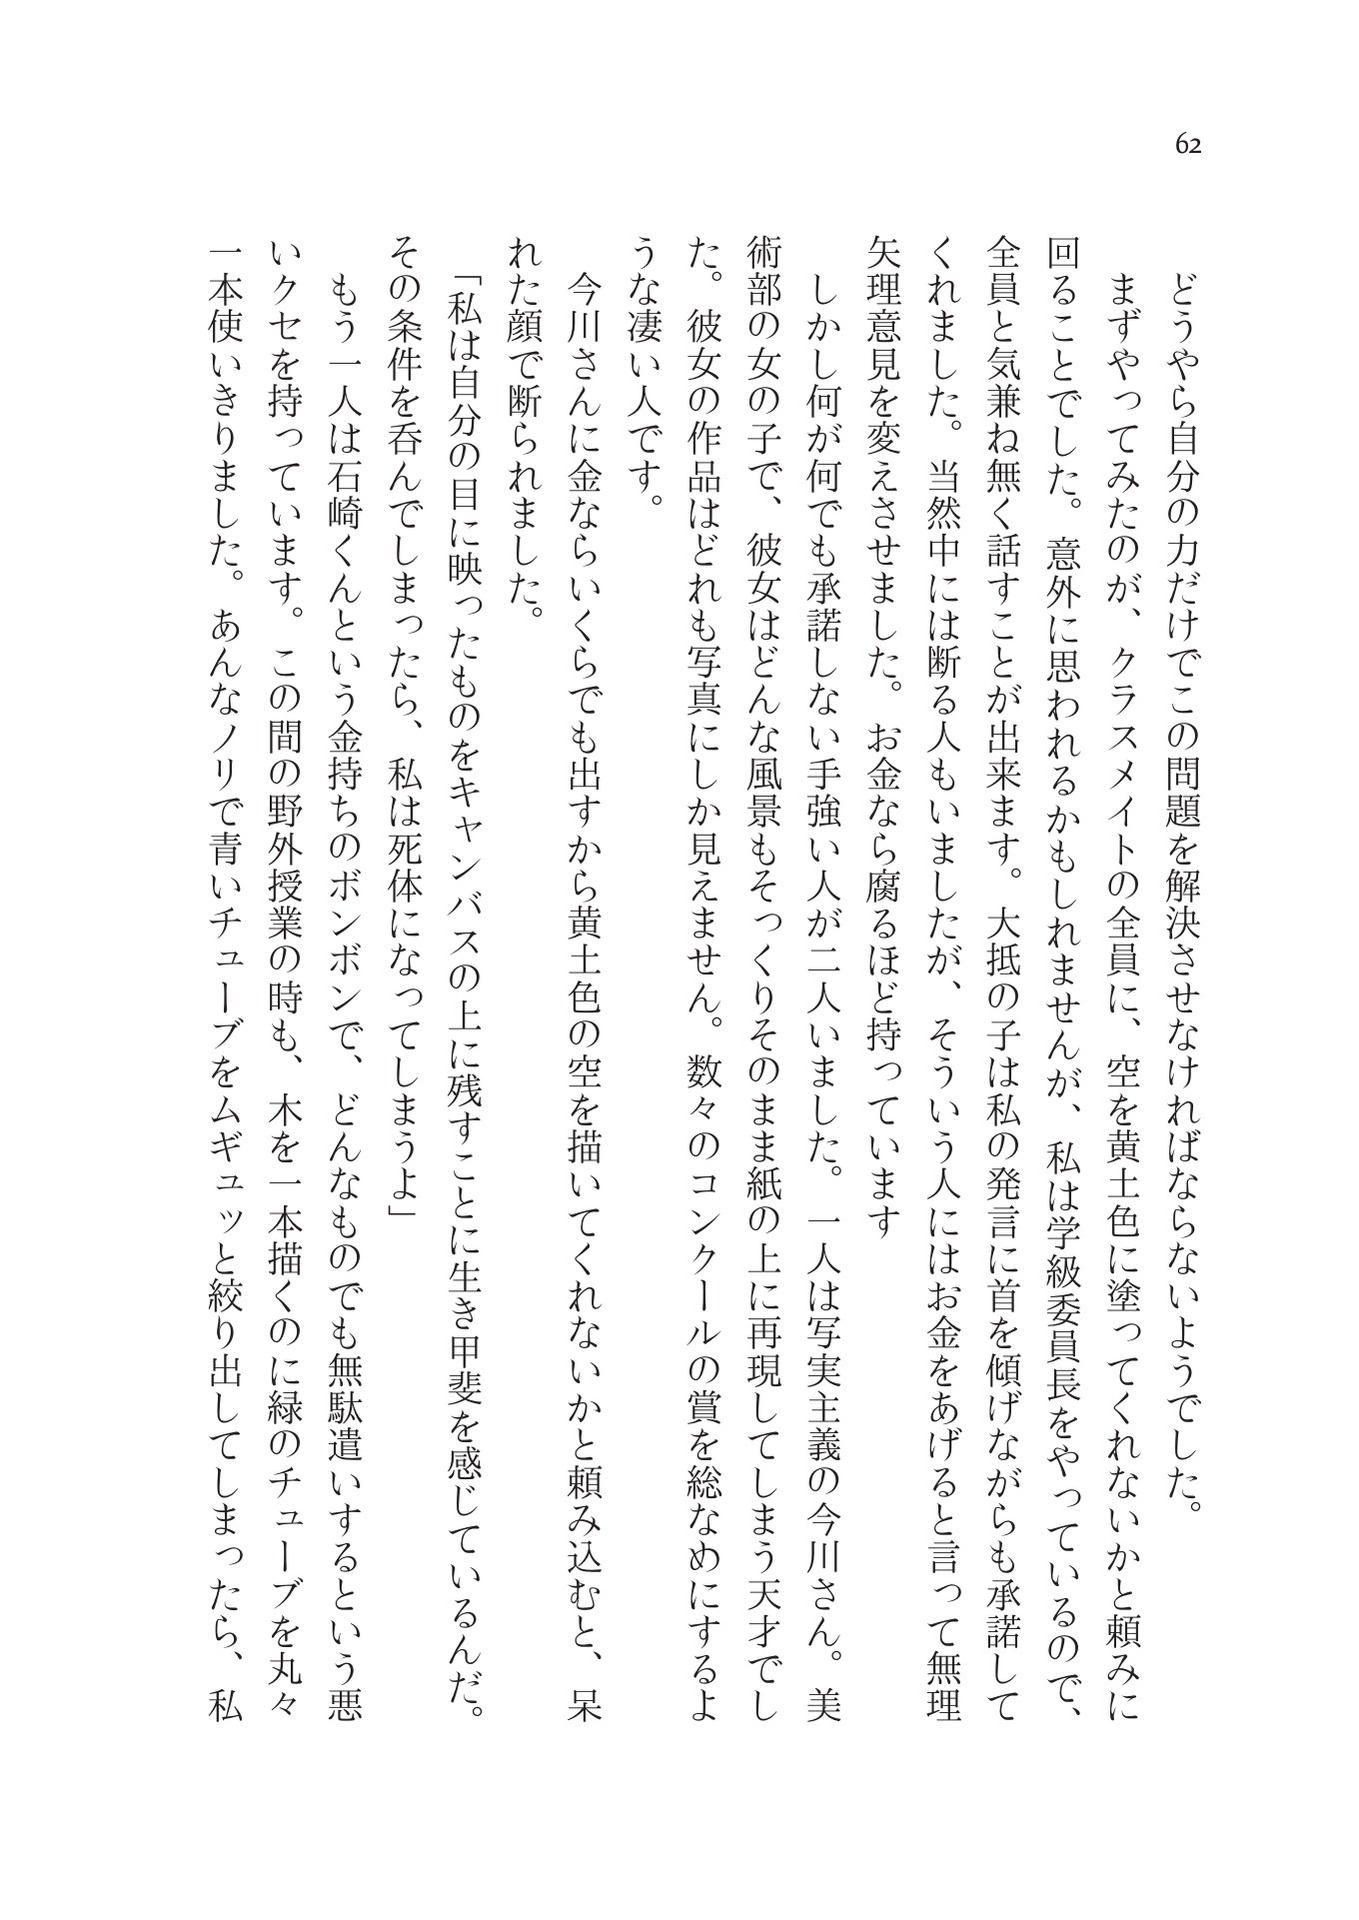 62
どうやら自分の力だけでこの問題を解決させなければならないようでした。
まずやってみたのが、クラスメイトの全員に、空を黄土色に塗ってくれないかと頼みに
回ることでした。意外に思われるかもしれませんが、私は学級委員長をやっているので、
全員と気兼ね無く話すことが出来ます。大抵の子は私の発言に首を傾げながらも承諾して
くれました。当然中には断る人もいましたが、そういう人にはお金をあげると言って無理
矢理意見を変えさせました。お金なら腐るほど持っています
しかし何が何でも承諾しない手強い人が二人いました。一人は写実主義の今川さん。美
術部の女の子で、彼女はどんな風景もそっくりそのまま紙の上に再現してしまう天才でし
た。彼女の作品はどれも写真にしか見えません。数々のコンクールの賞を総なめにするよ
うな凄い人です。
今川さんに金ならいくらでも出すから黄土色の空を描いてくれないかと頼み込むと、呆
れた顔で断られました。
「私は自分の目に映ったものをキャンバスの上に残すことに生き甲斐を感じているんだ。
その条件を呑んでしまったら、私は死体になってしまうよ」
もう一人は石崎くんという金持ちのボンボンで、どんなものでも無駄遣いするという悪
いクセを持っています。この間の野外授業の時も、木を一本描くのに緑のチューブを丸々
一本使いきりました。あんなノリで青いチューブをムギュッと絞り出してしまったら、私